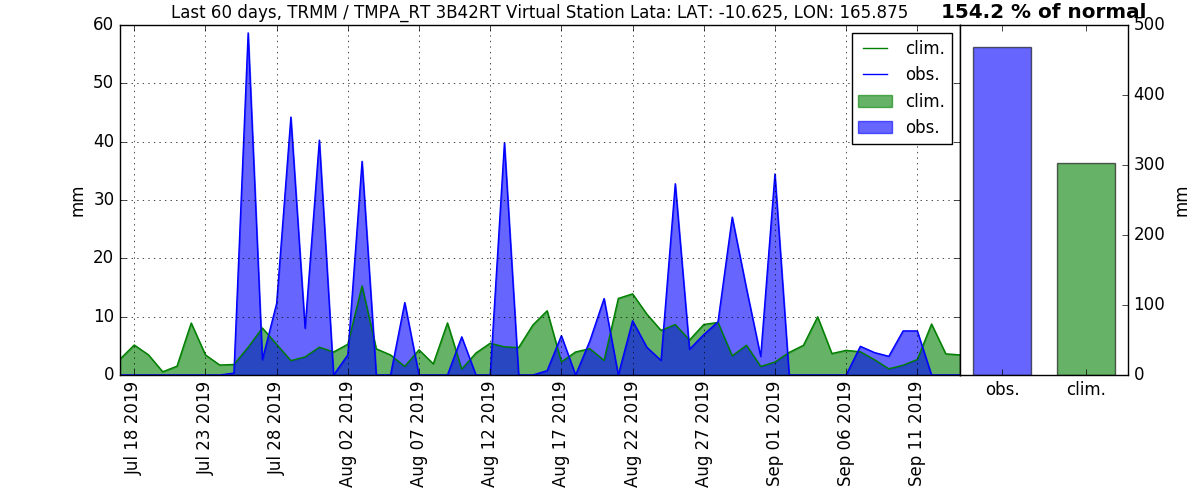 Last 60 days, TRMM / TMPA_RT 3B42RT Virtual Station Lata: LAT: -10.625, LON: 165.875
154.2 % of normal
60
50
40
30
20
10
0
mm
clim.
obs.
clim.
obs.
500
400
300
200
100
0
mm
Jul 18 2019
Jul 23 2019
Jul 28 2019
Aug 02 2019
Aug 07 2019
Aug 12 2019
Aug 17 2019
Aug 22 2019
Aug 27 2019
Sep 01 2019
Sep 06 2019
Sep 11 2019
obs.
clim.